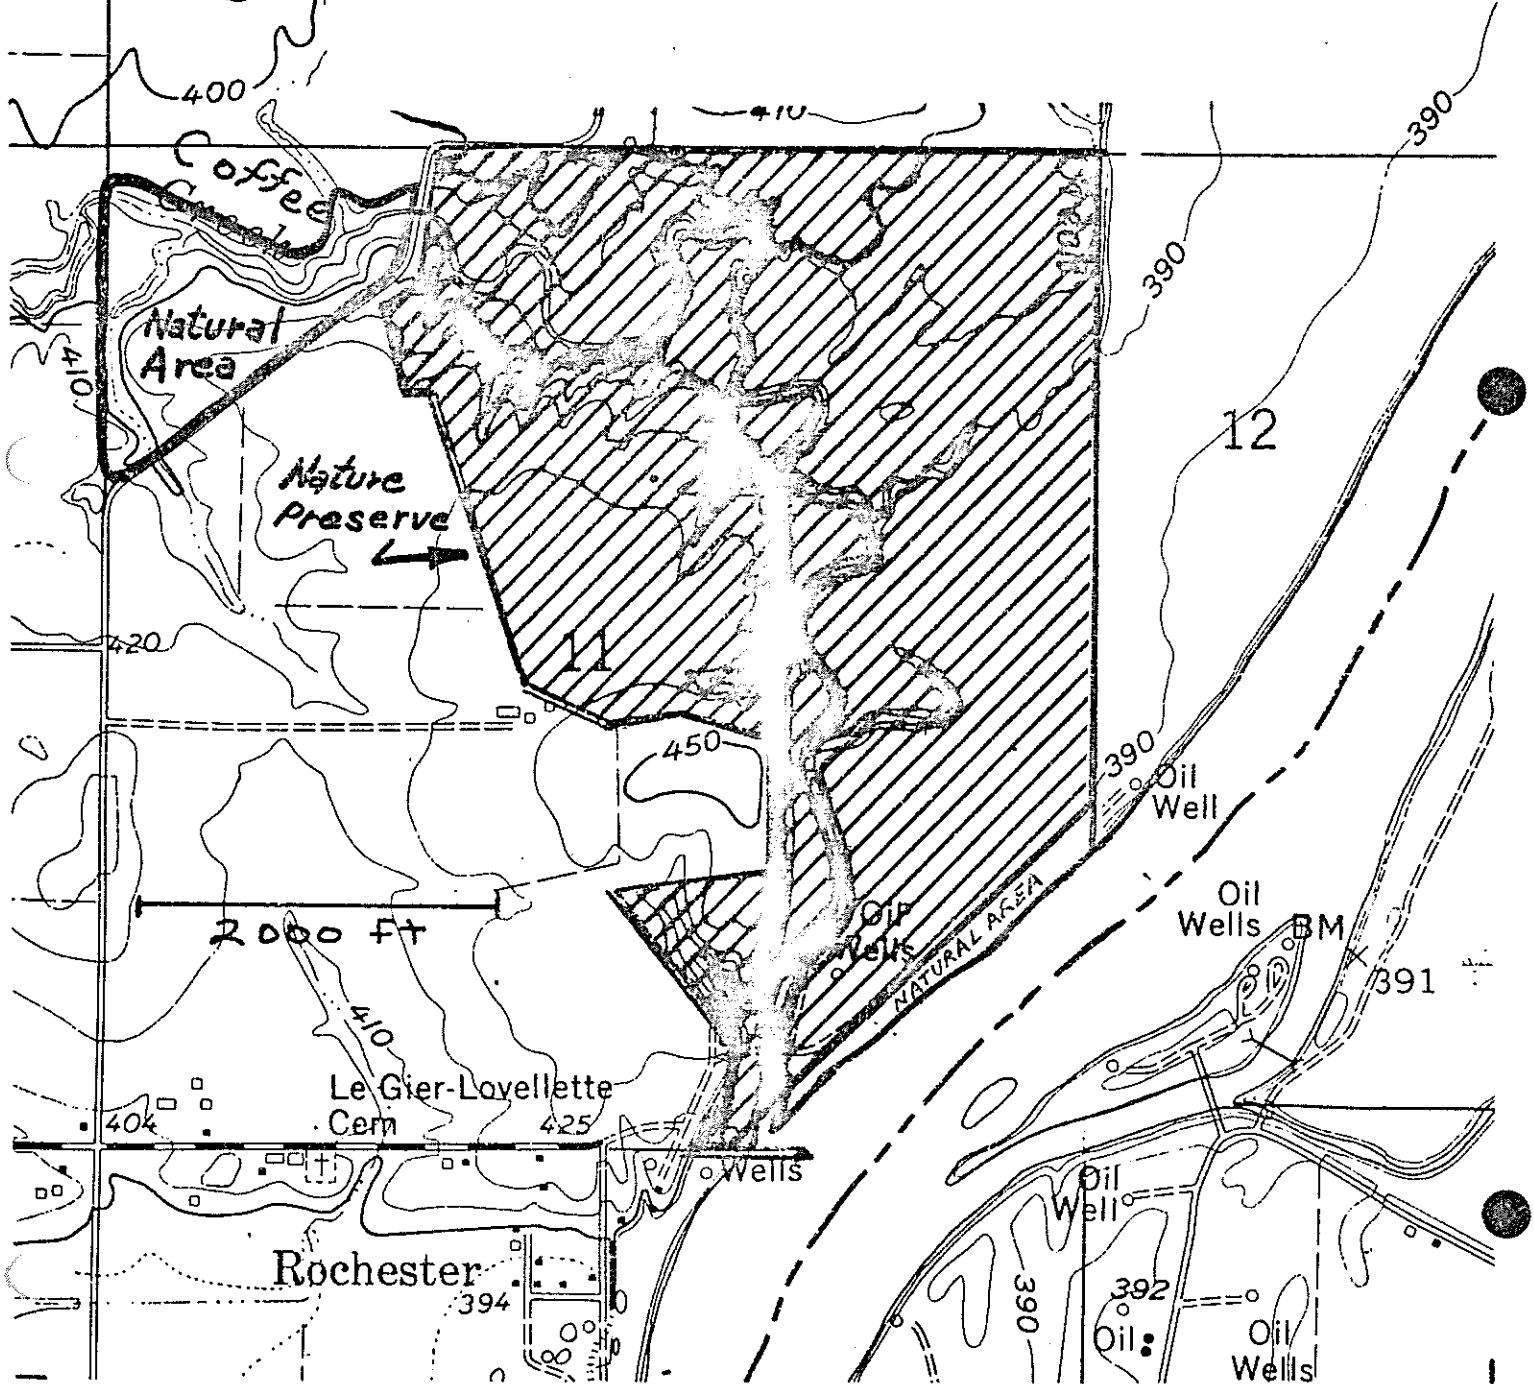 400
410
390
Coffee
Creek
390
Natural
Area
410
12
Nature
Preserve
11
420
450
390
Oil
Well
NATURAL AREA
Oil
Wells
Oil
Wells
BM
391
2000 FT
410
Le Gier-Lovellette
Cem
404
425
Wells
Oil
Well
Rochester
394
390
392
Oil
Oil
Wells